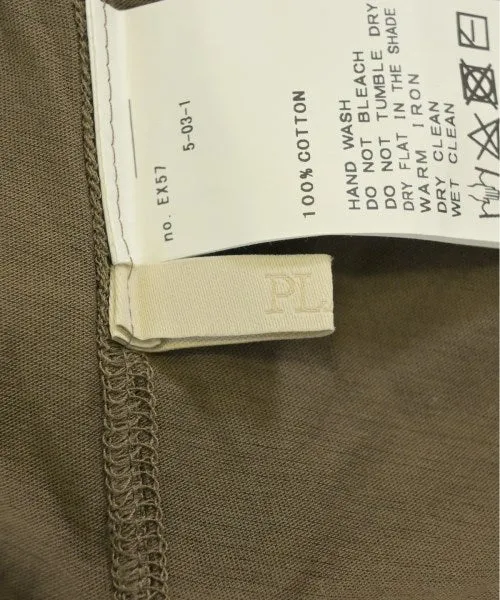 no. EX57
5-03-1
100% COTTON
HAND WASH
DO NOT BLEACH
DO NOT TUMBLE DRY
DRY FLAT IN THE SHADE
WARM IRON
DRY CLEAN
WET CLEAN
PL